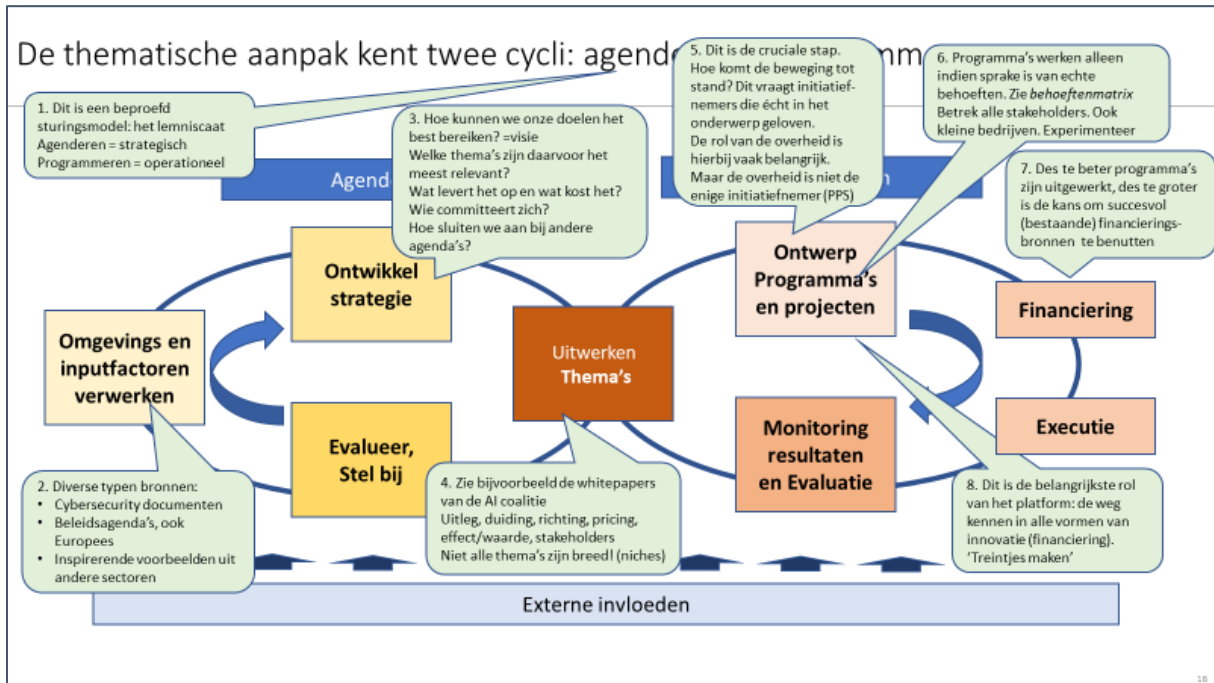 De thematische aanpak kent twee cycli: agende
mm
1. Dit is een beproefd
sturingsmodel: het lemniscaat
Agenderen = strategisch
Programmeren = operationeel
3. Hoe kunnen we onze doelen het
best bereiken? =visie
Welke thema's zijn daarvoor het
meest relevant?
Wat levert het op en wat kost het?
Wie committeert zich?
Hoe sluiten we aan bij andere
agenda's?
5. Dit is de cruciale stap.
Hoe komt de beweging tot
stand? Dit vraagt initiatief-
nemers die écht in het
onderwerp geloven.
De rol van de overheid is
hierbij vaak belangrijk.
Maar de overheid is niet de
enige initiatiefnemer (PPS)
6. Programma's werken alleen
indien sprake is van echte
behoeften. Zie behoeftenmatrix
Betrek alle stakeholders. Ook
kleine bedrijven. Experimenteer
7. Des te beter programma's
zijn uitgewerkt, des te groter
is de kans om succesvol
(bestaande) financierings-
bronnen te benutten
Agende
n
Omgevings en
inputfactoren
verwerken
Ontwikkel
strategie
Evalueer,
Stel bij
Uitwerken
Thema's
Ontwerp
Programma's
en projecten
Monitoring
resultaten
en Evaluatie
Financiering
Executie
2. Diverse typen bronnen:
• Cybersecurity documenten
• Beleidsagenda's, ook
Europees
• Inspirerende voorbeelden uit
andere sectoren
4. Zie bijvoorbeeld de whitepapers
van de AI coalitie
Uitleg, duiding, richting, pricing,
effect/waarde, stakeholders
Niet alle thema's zijn breed! (niches)
8. Dit is de belangrijkste rol
van het platform: de weg
kennen in alle vormen van
innovatie (financiering).
'Treintjes maken'
Externe invloeden
16